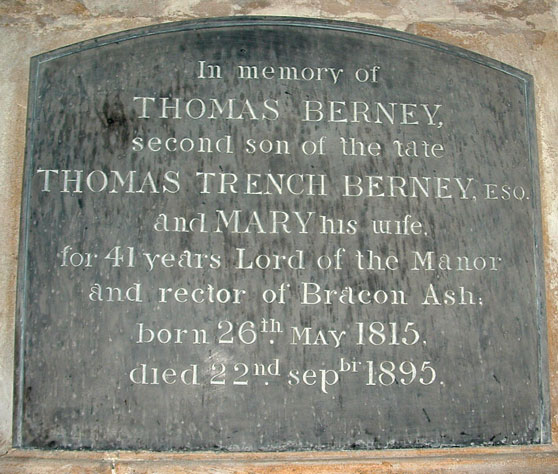 In memory of
THOMAS BERNEY,
second son of the late
THOMAS TRENCH BERNEY, ESQ.
and MARY his wife,
for 41 years Lord of the Manor
and rector of Bracon Ash;
born 26th. MAY 1815,
died 22nd. sepbr 1895.